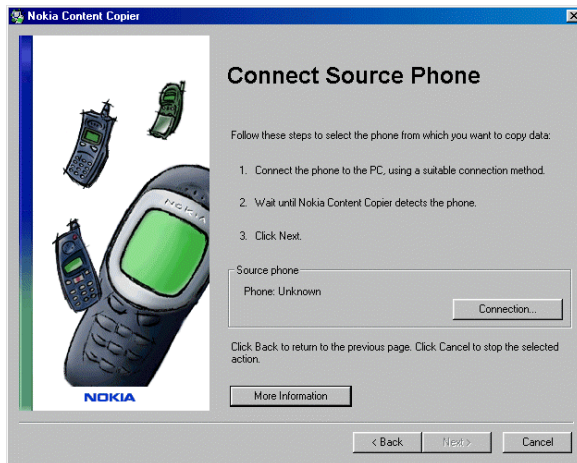 Nokia Content Copier
Connect Source Phone
Follow these steps to select the phone from which you want to copy data:
1. Connect the phone to the PC, using a suitable connection method.
2. Wait until Nokia Content Copier detects the phone.
3. Click Next.
Source phone
Phone: Unknown
Connection...
Click Back to return to the previous page. Click Cancel to stop the selected
action.
More Information
NOKIA
NOKIA
< Back
Next >
Cancel